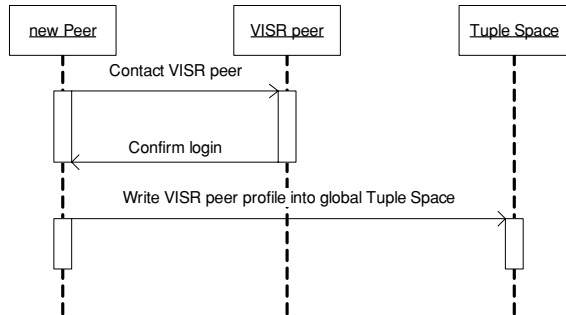 new Peer
VISR peer
Tuple Space
Contact VISR peer
Confirm login
Write VISR peer profile into global Tuple Space